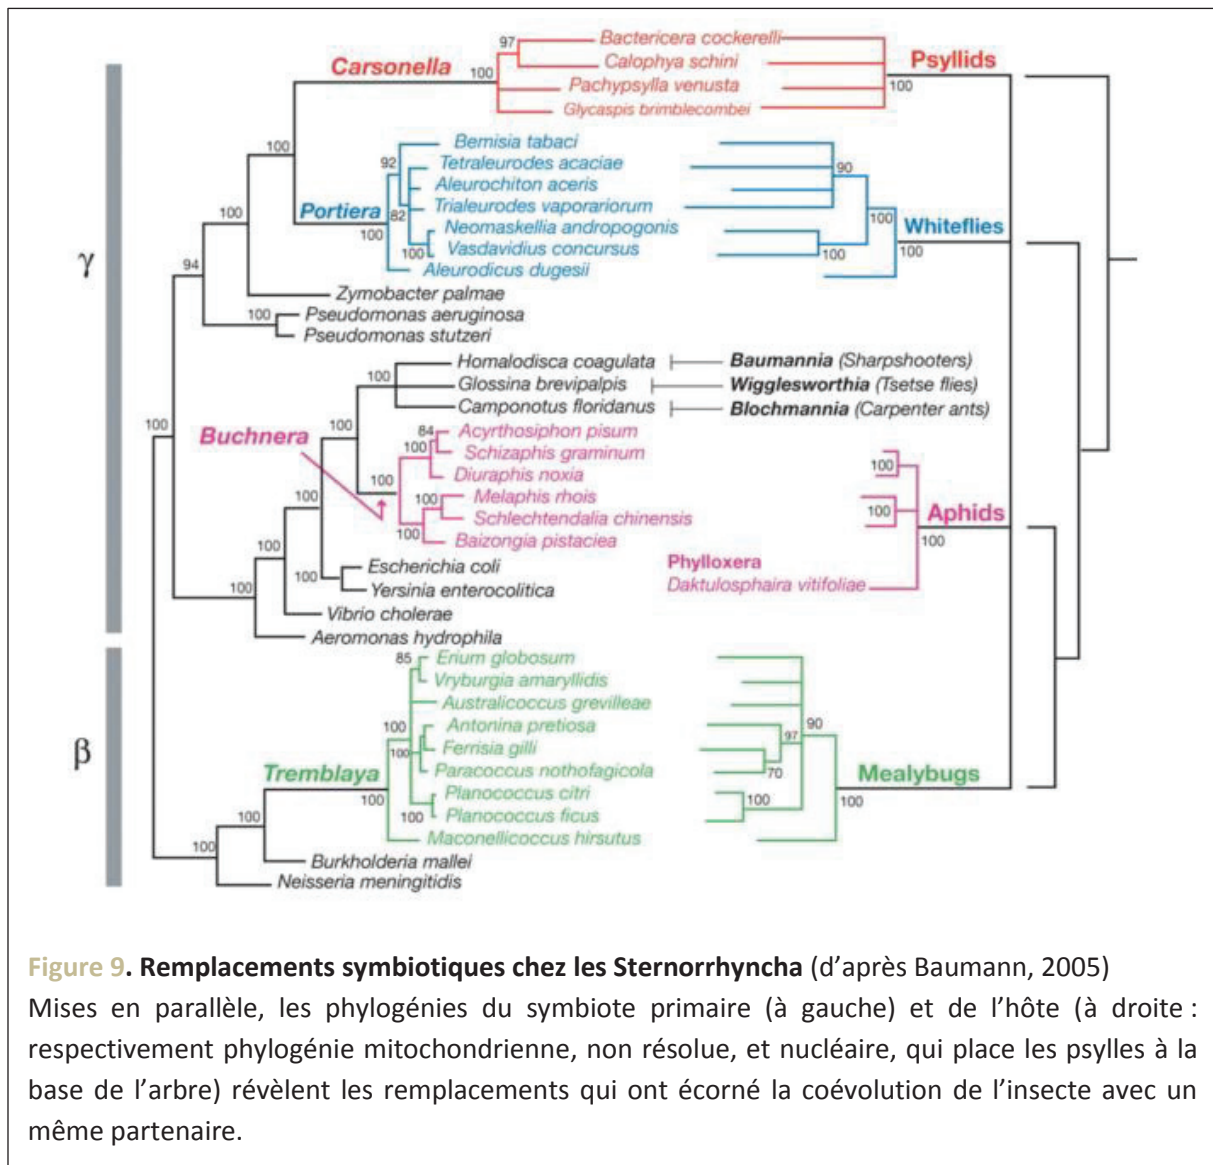 97
Bactericera cockerelli
Carsonella
100
Calophya schini
Psyllids
Pachypsylla venusta
100
Glycaspis brimblecombei
γ
100
Bemisia tabaci
92
Tetraleurodes acaciae
90
Aleurochiton aceris
100
Portiera
82
Trialeurodes vaporariorum
100
Neomaskellia andropogonis
100
Whiteflies
100
Vasdavidius concursus
100
100
94
Aleurodicus dugesii
Zymobacter palmae
100
Pseudomonas aeruginosa
Pseudomonas stutzeri
Homalodisca coagulata
Baumannia (Sharpshooters)
100
Glossina brevipalpis
Wigglesworthia (Tsetse flies)
Camponotus floridanus
Blochmannia (Carpenter ants)
100
100
Buchnera
84
Acyrthosiphon pisum
100
Schizaphis graminum
100
100
Diuraphis noxia
100
100
Melaphis rhois
100
Schlechtendalia chinensis
100
Aphids
100
Baizongia pistaciea
100
100
Escherichia coli
Phylloxera
100
100
Yersinia enterocolitica
Daktulosphaira vitifoliae
Vibrio cholerae
Aeromonas hydrophila
β
85
Erium globosum
Vryburgia amaryllidis
Australicoccus grevilleae
100
Antonina pretiosa
90
100
Ferrisia gilli
97
Tremblaya
Paracoccus nothofagicola
70
Mealybugs
100
Planococcus citri
100
100
100
Planococcus ficus
100
100
Maconellicoccus hirsutus
Burkholderia mallei
Neisseria meningitidis
Figure 9. Remplacements symbiotiques chez les Sternorrhyncha (d’après Baumann, 2005)
Mises en parallèle, les phylogénies du symbiote primaire (à gauche) et de l’hôte (à droite :
respectivement phylogénie mitochondrienne, non résolue, et nucléaire, qui place les psylles à la
base de l’arbre) révèlent les remplacements qui ont écorné la coévolution de l’insecte avec un
même partenaire.